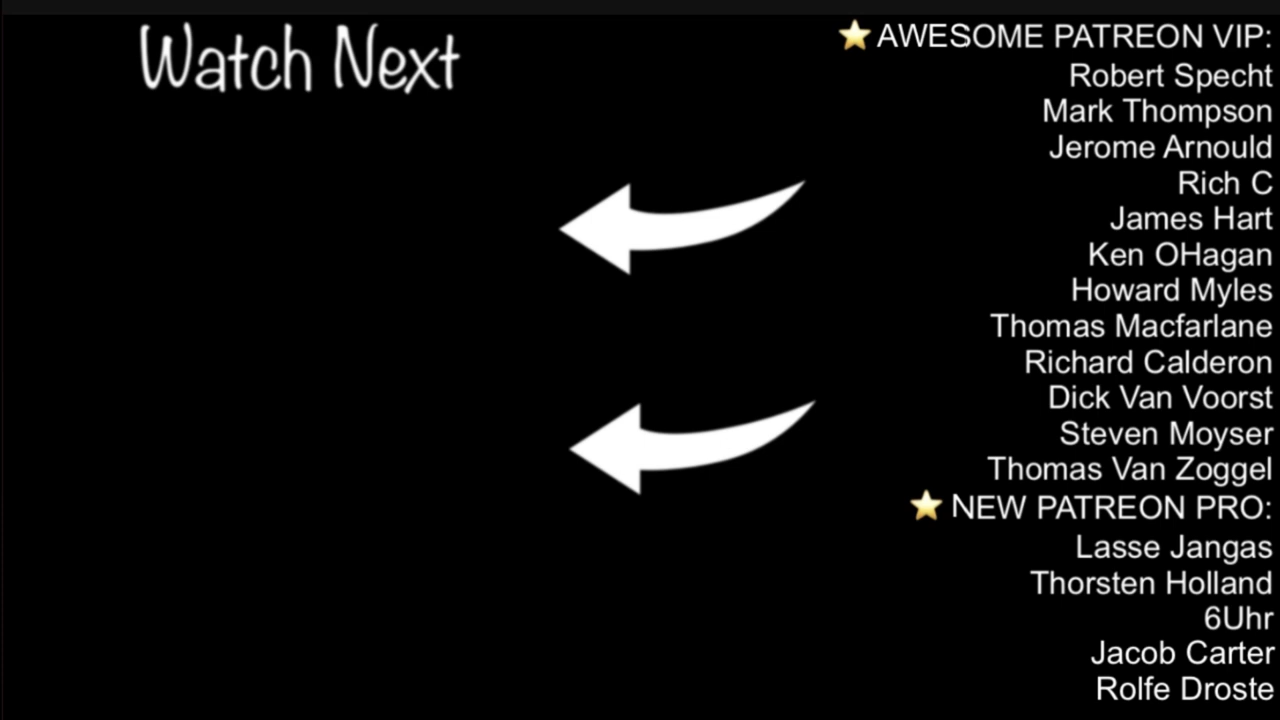 Watch Next
⭐ AWESOME PATREON VIP:
Robert Specht
Mark Thompson
Jerome Arnould
Rich C
James Hart
Ken OHagan
Howard Myles
Thomas Macfarlane
Richard Calderon
Dick Van Voorst
Steven Moyser
Thomas Van Zoggel
⭐ NEW PATREON PRO:
Lasse Jangas
Thorsten Holland
6Uhr
Jacob Carter
Rolfe Droste